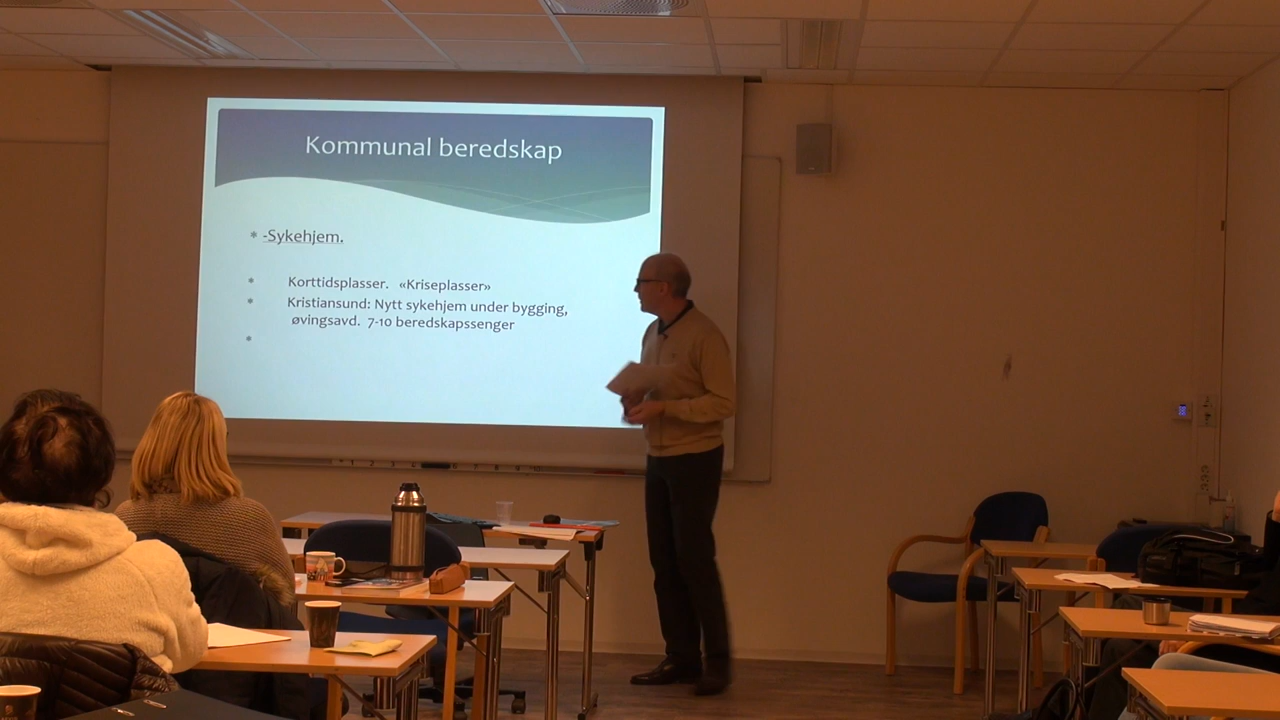 Kommunal beredskap
* -Sykehjem.
* Korttidsplasser. «Kriseplasser»
* Kristiansund: Nytt sykehjem under bygging,
øvingsavd. 7-10 beredskapssenger
*